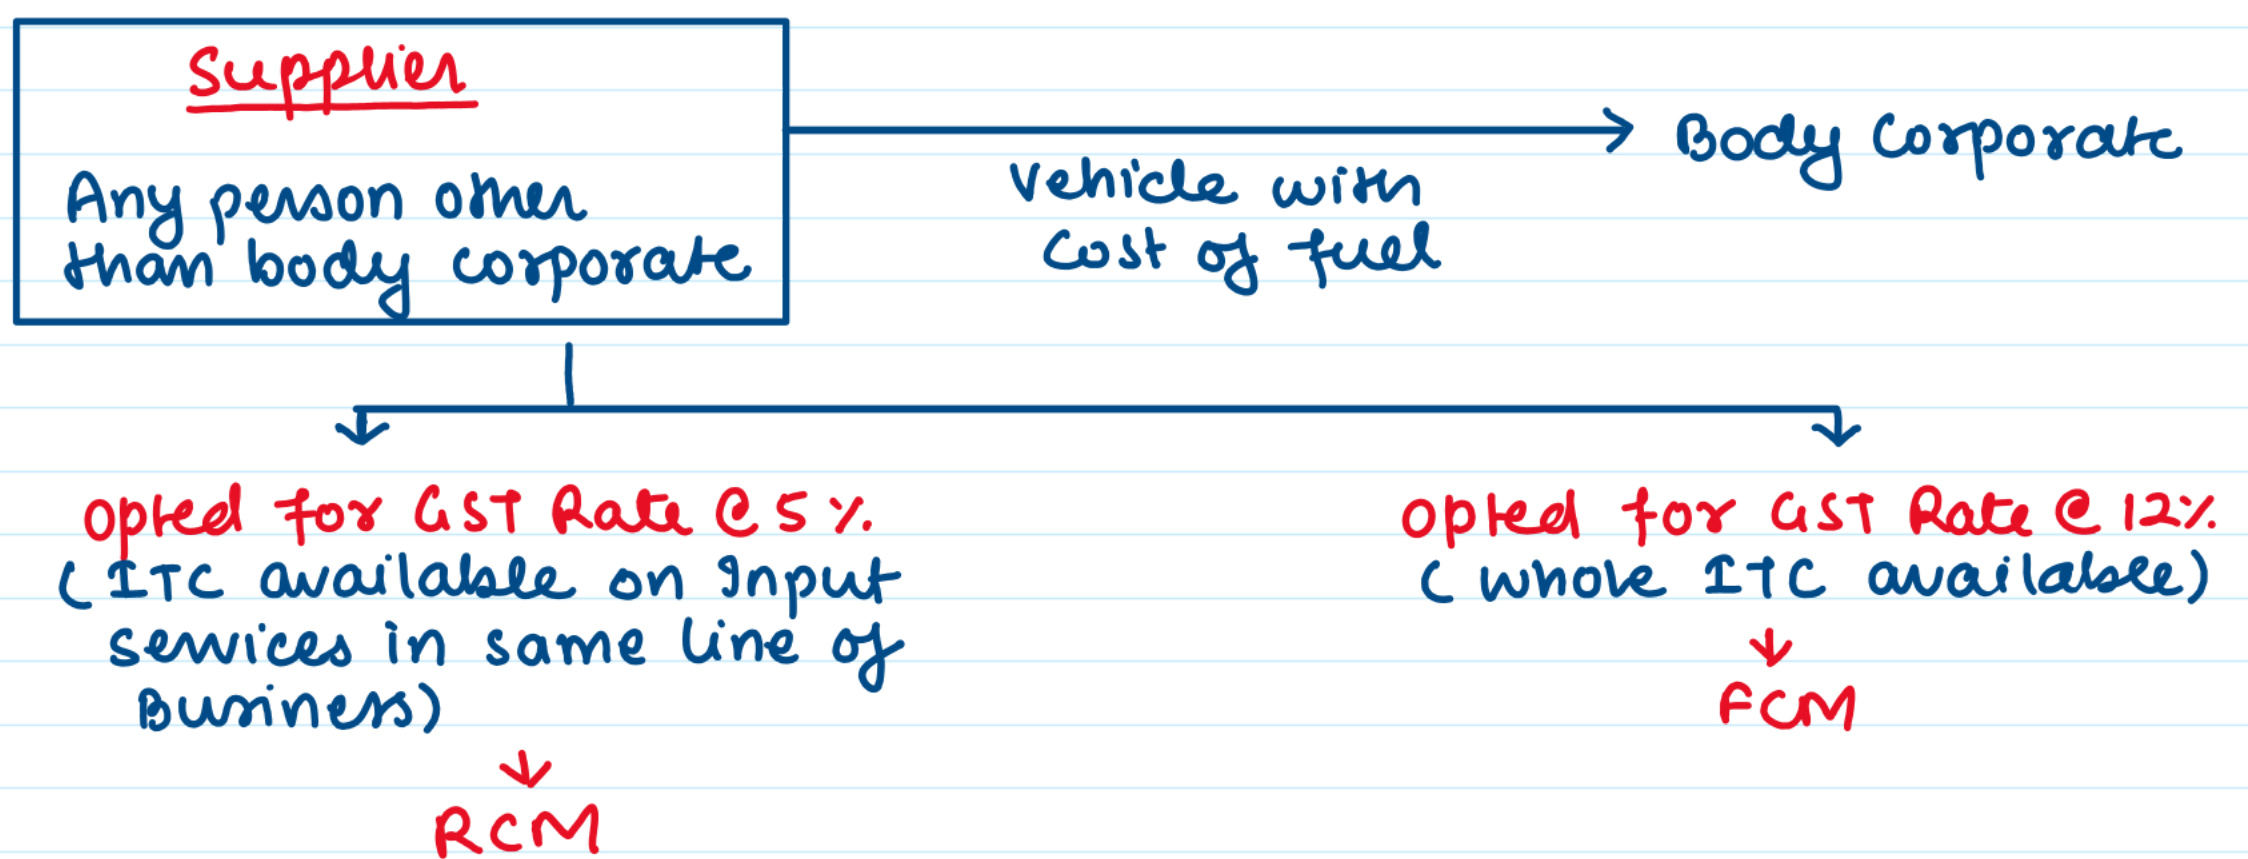 Supplier
Any person other
than body corporate
Vehicle with
Cost of fuel
Body Corporate
Opted for GST Rate @ 5%
(ITC available on Input
services in same line of
Business)
RCM
Opted for GST Rate @ 12%
(whole ITC available)
FCM